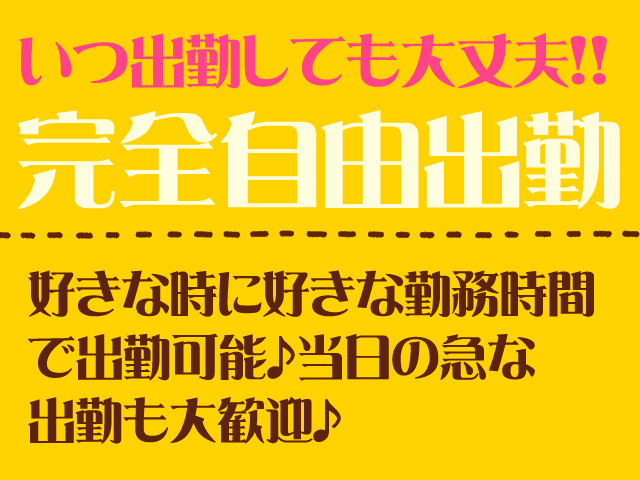 いつ出勤しても大丈夫!!
完全自由出勤
好きな時に好きな勤務時間
で出勤可能♪当日の急な
出勤も大歓迎♪